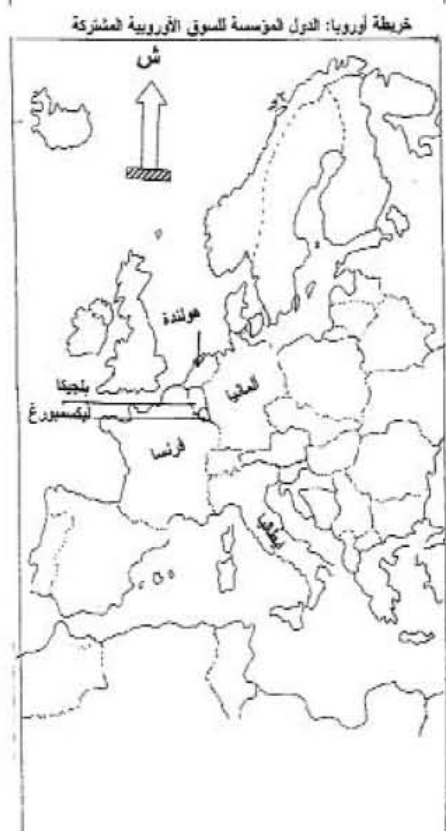 خريطة أوروبا: الدول المؤسسة للسوق الأوروبية المشتركة
ش
هولندة
بلجيكا
ليكسمبورغ
ألمانيا
فرنسا
إيطاليا